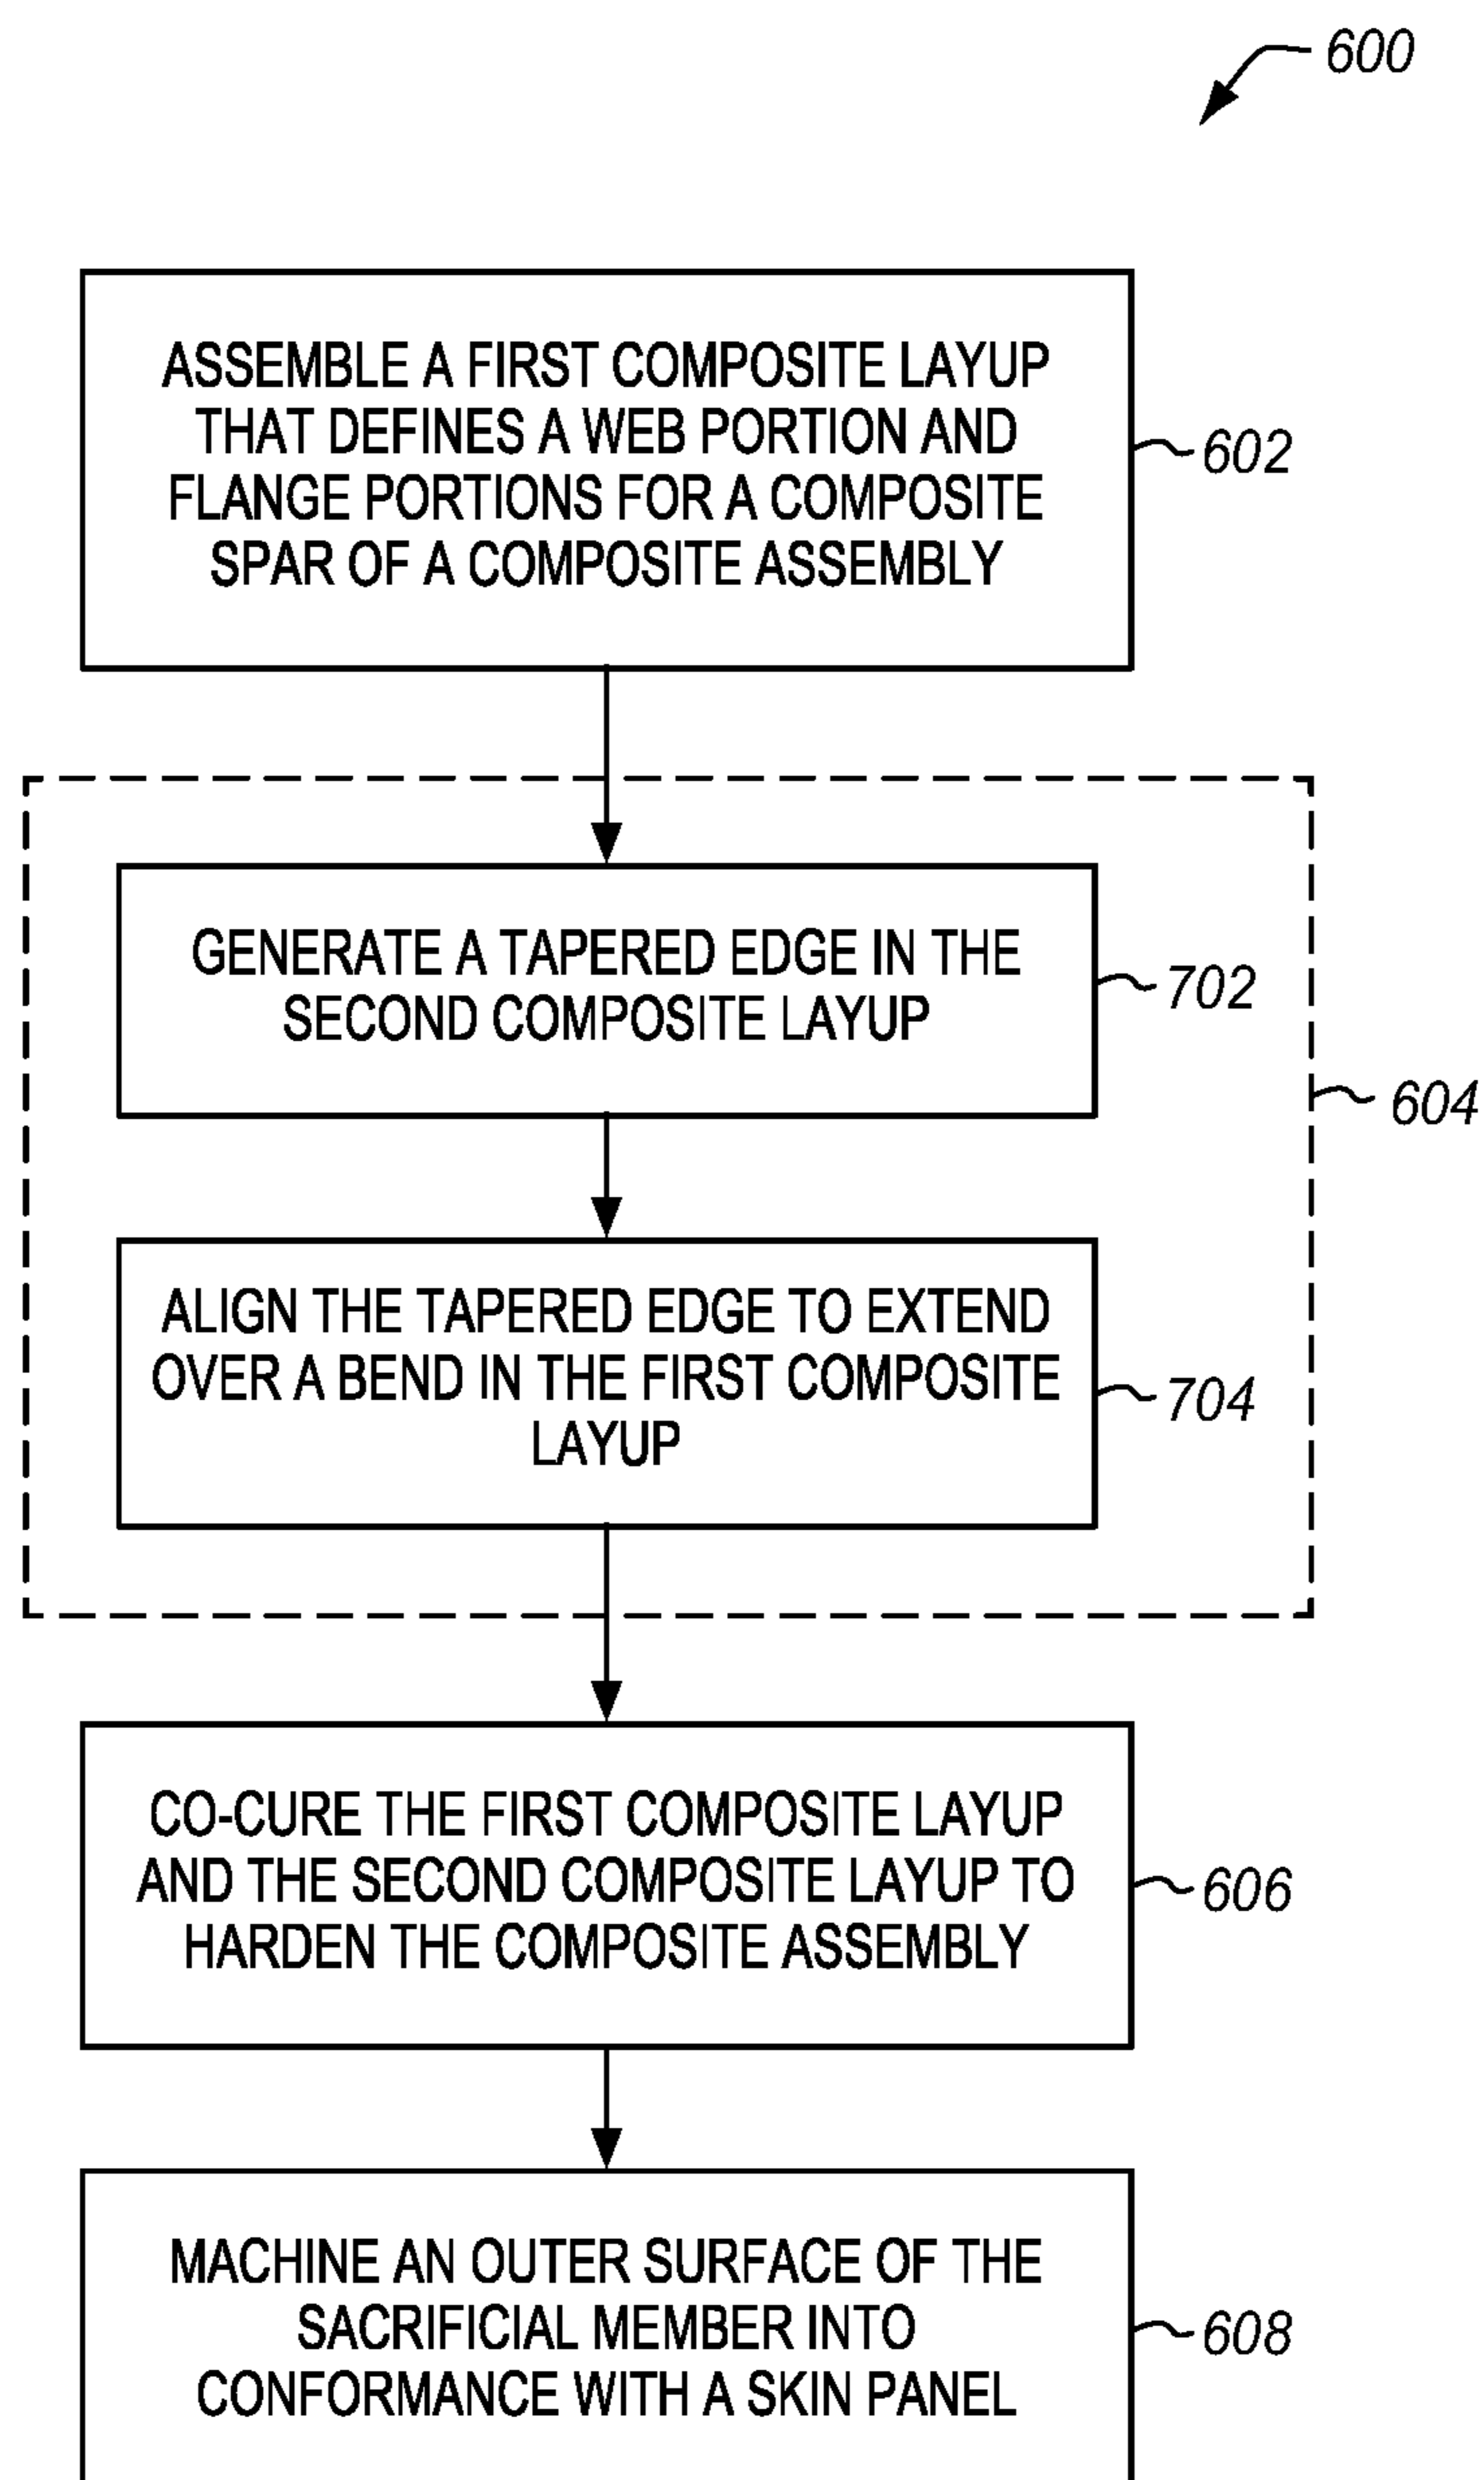 600
ASSEMBLE A FIRST COMPOSITE LAYUP
THAT DEFINES A WEB PORTION AND
FLANGE PORTIONS FOR A COMPOSITE
SPAR OF A COMPOSITE ASSEMBLY
602
GENERATE A TAPERED EDGE IN THE
SECOND COMPOSITE LAYUP
702
604
ALIGN THE TAPERED EDGE TO EXTEND
OVER A BEND IN THE FIRST COMPOSITE
LAYUP
704
CO-CURE THE FIRST COMPOSITE LAYUP
AND THE SECOND COMPOSITE LAYUP TO
HARDEN THE COMPOSITE ASSEMBLY
606
MACHINE AN OUTER SURFACE OF THE
SACRIFICIAL MEMBER INTO
CONFORMANCE WITH A SKIN PANEL
608